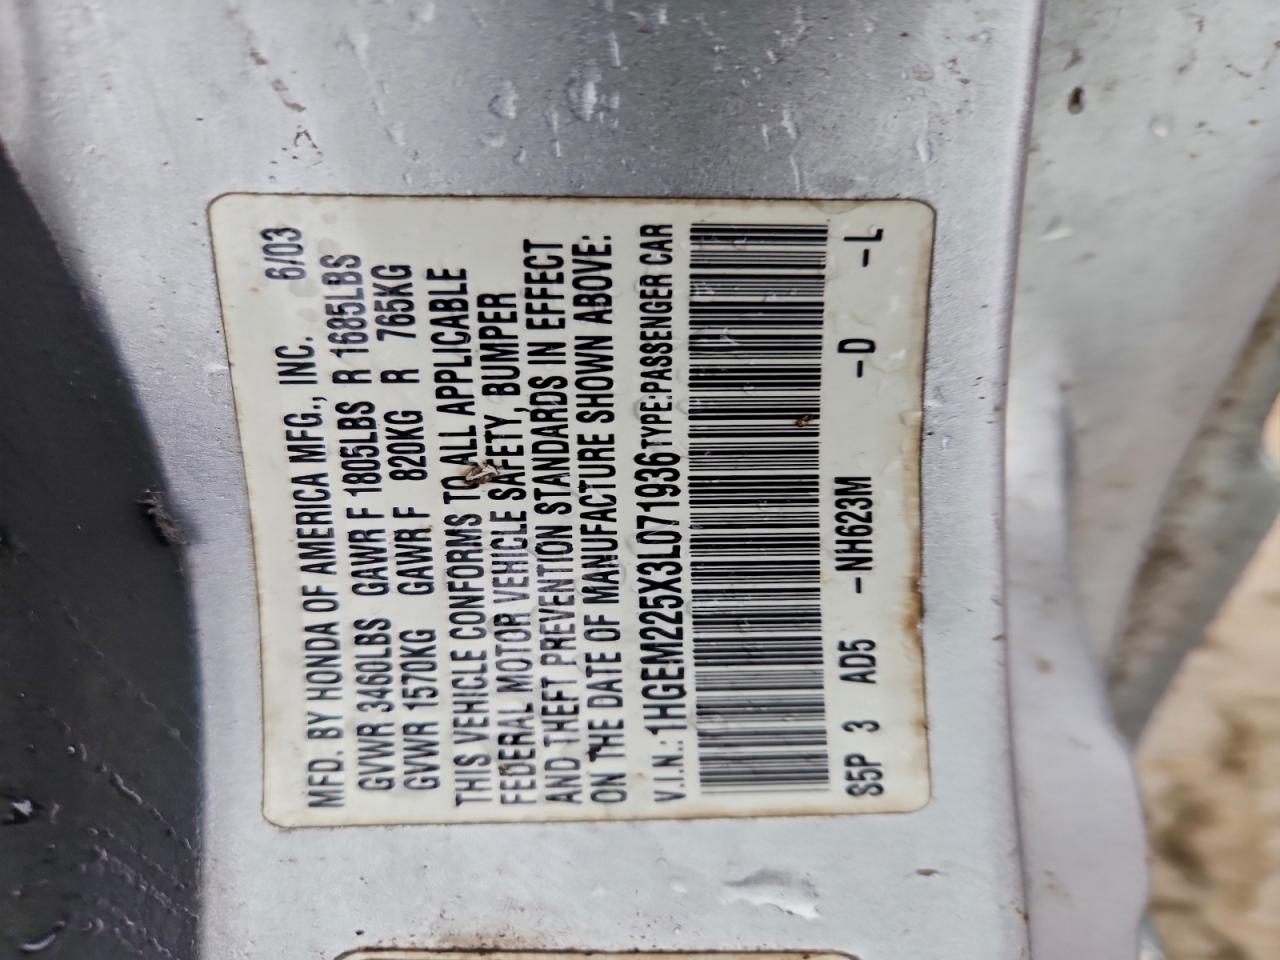 MFD. BY HONDA OF AMERICA MFG., INC. 6/03
GVWR 3460LBS GAWR F 1805LBS R 1685LBS
GVWR 1570KG GAWR F 820KG R 765KG
THIS VEHICLE CONFORMS TO ALL APPLICABLE
FEDERAL MOTOR VEHICLE SAFETY, BUMPER
AND THEFT PREVENTION STANDARDS IN EFFECT
ON THE DATE OF MANUFACTURE SHOWN ABOVE:
V.I.N.: 1HGEM225X3L071936 TYPE:PASSENGER CAR
S5P 3 AD5 -NH623M -D -L